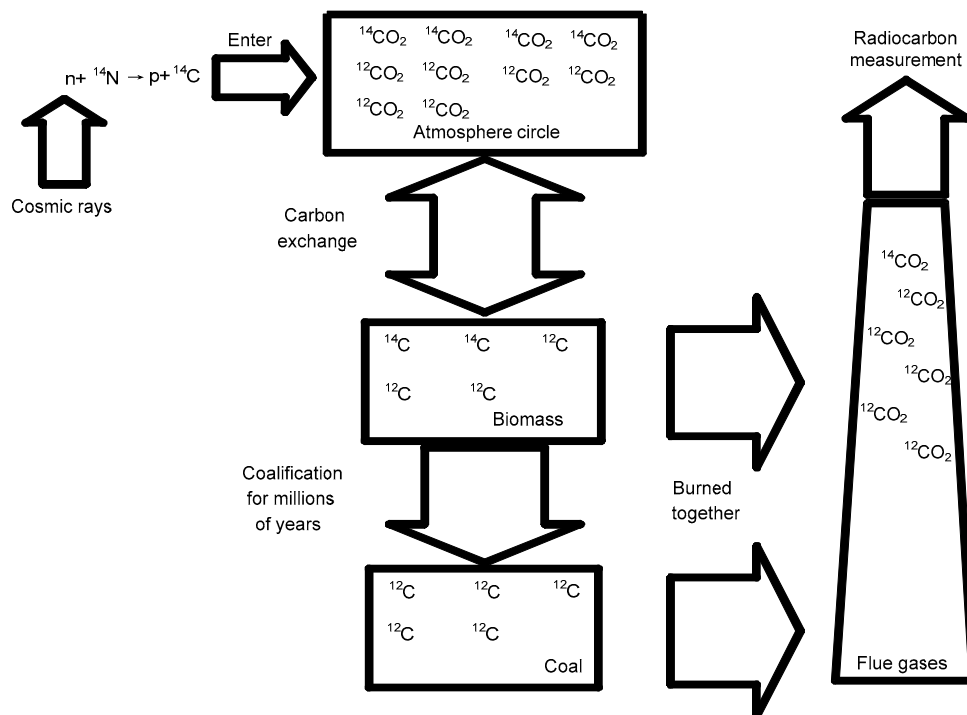 Enter
n+ ¹⁴N → p+ ¹⁴C
Cosmic rays
¹⁴CO₂ ¹⁴CO₂ ¹⁴CO₂ ¹⁴CO₂
¹²CO₂ ¹²CO₂ ¹²CO₂ ¹²CO₂
¹²CO₂ ¹²CO₂
Atmosphere circle
Carbon
exchange
¹⁴C ¹⁴C ¹²C
¹²C ¹²C
Biomass
Coalification
for millions
of years
¹²C ¹²C ¹²C
¹²C ¹²C
Coal
Burned
together
Radiocarbon
measurement
¹⁴CO₂
¹²CO₂
¹²CO₂
¹²CO₂
¹²CO₂
¹²CO₂
Flue gases